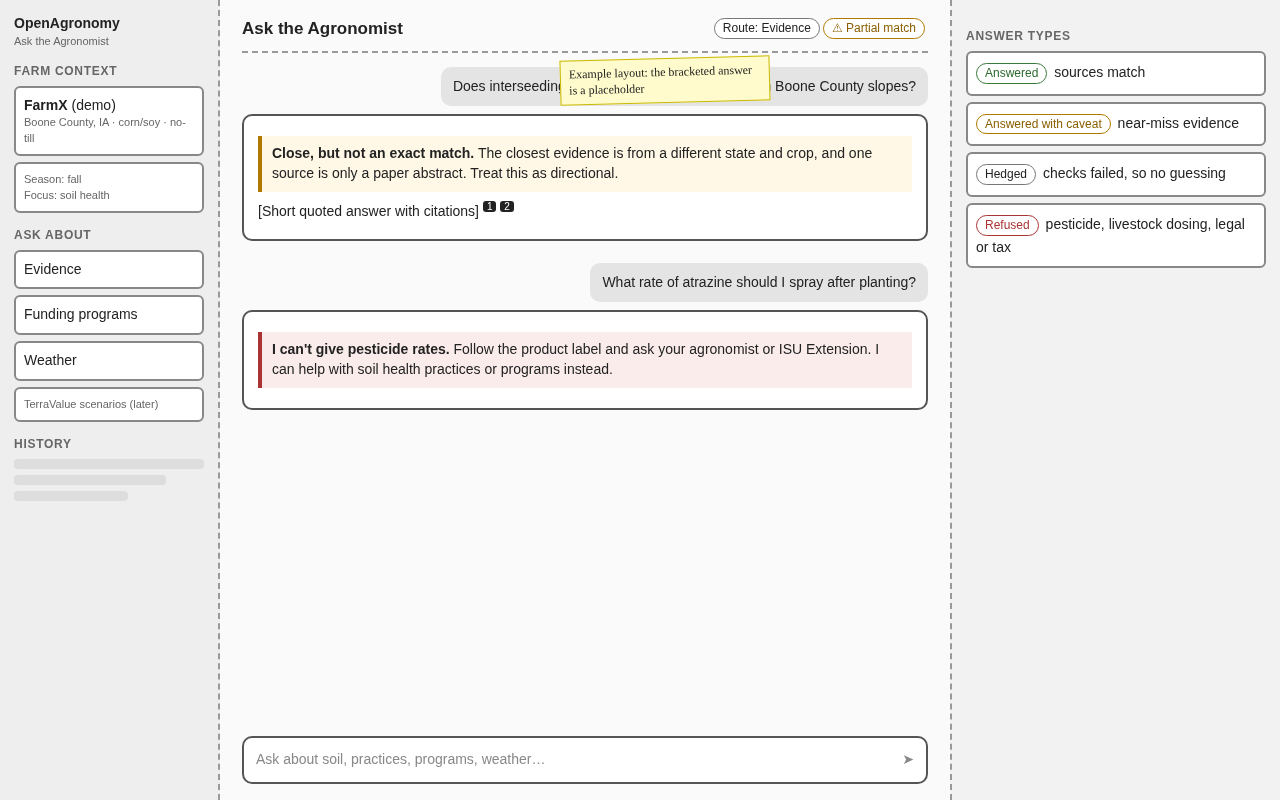 OpenAgronomy
Ask the Agronomist
FARM CONTEXT
FarmX (demo)
Boone County, IA · corn/soy · no-
till
Season: fall
Focus: soil health
ASK ABOUT
Evidence
Funding programs
Weather
TerraValue scenarios (later)
HISTORY
Ask the Agronomist
Route: Evidence
⚠ Partial match
Example layout: the bracketed answer
is a placeholder
Does interseeding Boone County slopes?
Close, but not an exact match. The closest evidence is from a different state and crop, and one
source is only a paper abstract. Treat this as directional.
[Short quoted answer with citations] 1 2
What rate of atrazine should I spray after planting?
I can't give pesticide rates. Follow the product label and ask your agronomist or ISU Extension. I
can help with soil health practices or programs instead.
Ask about soil, practices, programs, weather…
➤
ANSWER TYPES
Answered sources match
Answered with caveat near-miss evidence
Hedged checks failed, so no guessing
Refused pesticide, livestock dosing, legal
or tax